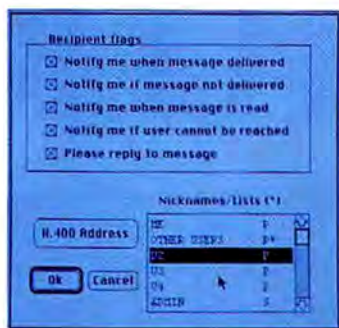 Recipient flags
Notify me when message delivered
Notify me if message not delivered
Notify me when message is read
Notify me if user cannot be reached
Please reply to message
Nicknames/Lists (*)
X.400 Address
ME P
OTHER USERS P*
U2 P
U3 P
U4 P
ADMIN S
Ok
Cancel